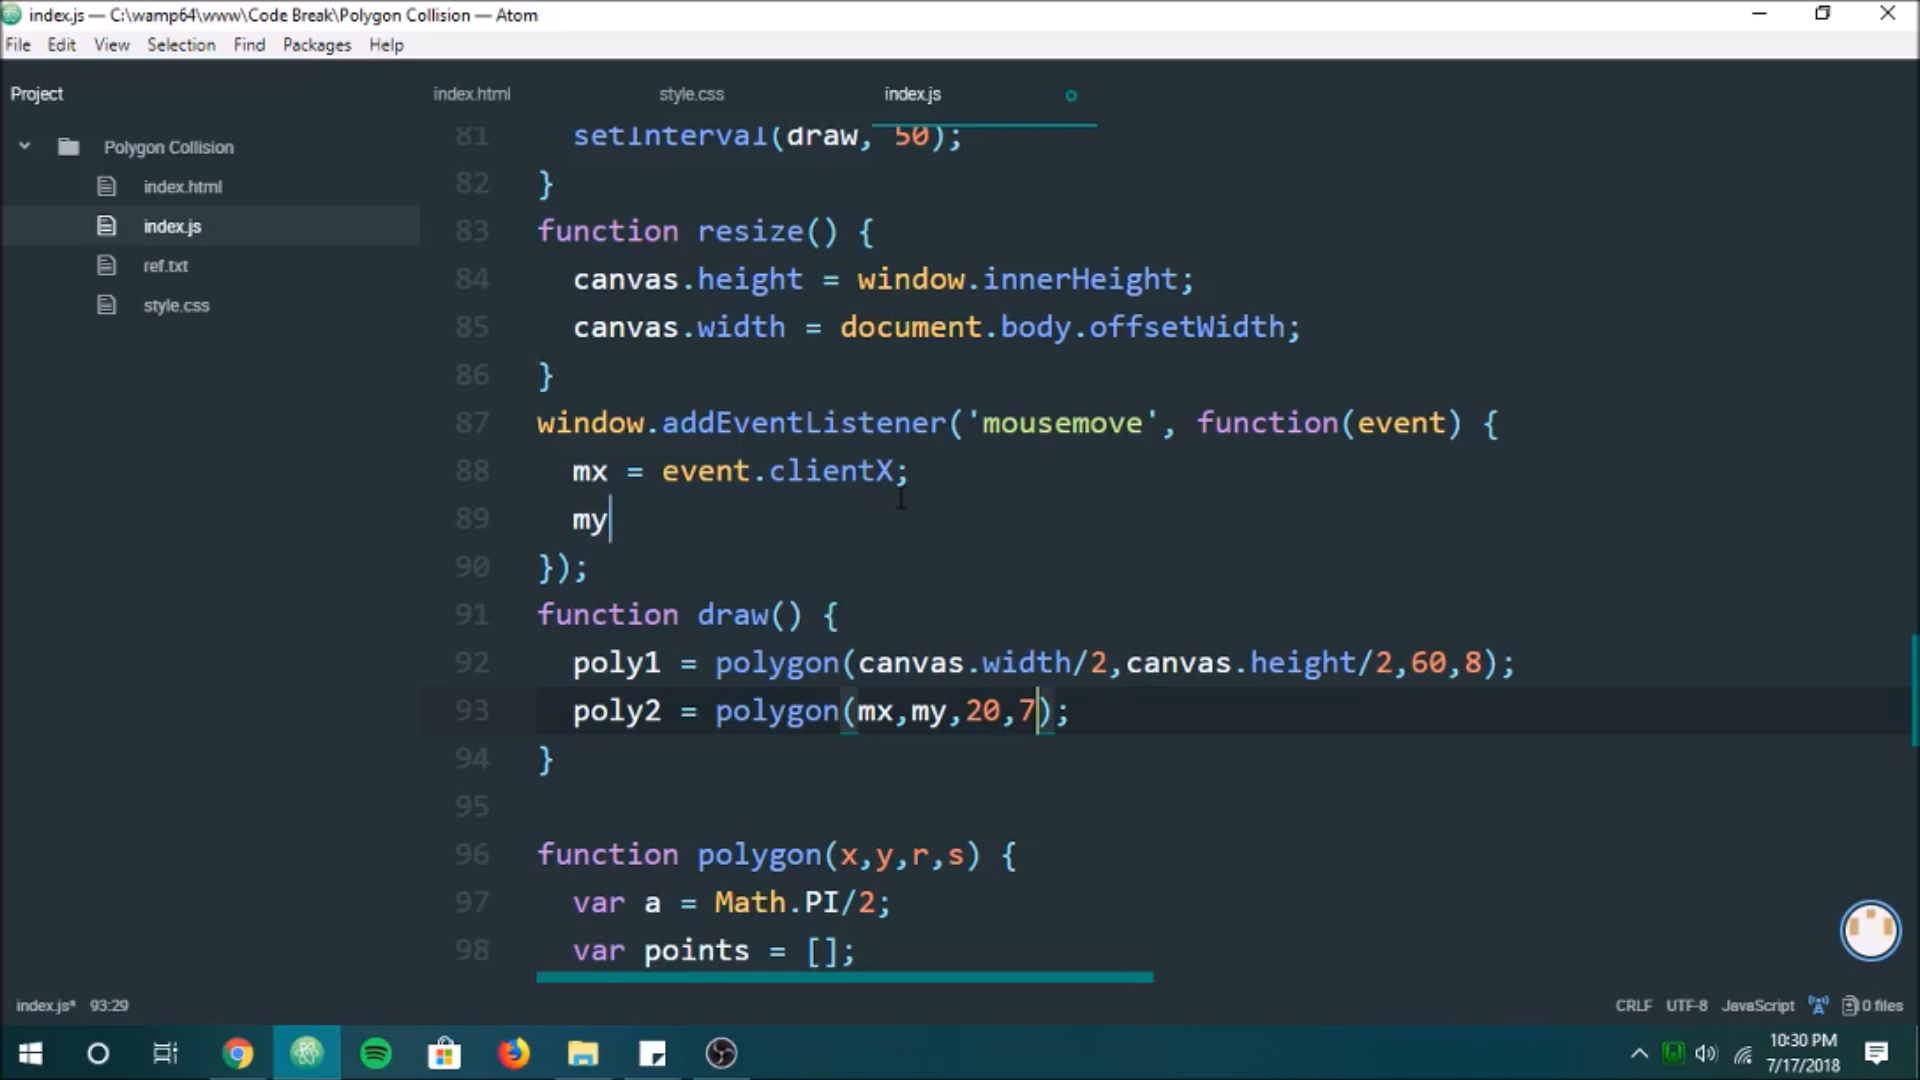 index.js — C:\wamp64\www\Code Break\Polygon Collision — Atom
File Edit View Selection Find Packages Help
Project
Polygon Collision
index.html
index.js
ref.txt
style.css
index.html style.css index.js
81 setInterval(draw, 50);
82 }
83 function resize() {
84 canvas.height = window.innerHeight;
85 canvas.width = document.body.offsetWidth;
86 }
87 window.addEventListener('mousemove', function(event) {
88 mx = event.clientX;
89 my
90 });
91 function draw() {
92 poly1 = polygon(canvas.width/2,canvas.height/2,60,8);
93 poly2 = polygon(mx,my,20,7);
94 }
95
96 function polygon(x,y,r,s) {
97 var a = Math.PI/2;
98 var points = [];
index.js* 93:29 CRLF UTF-8 JavaScript 0 files
10:30 PM
7/17/2018